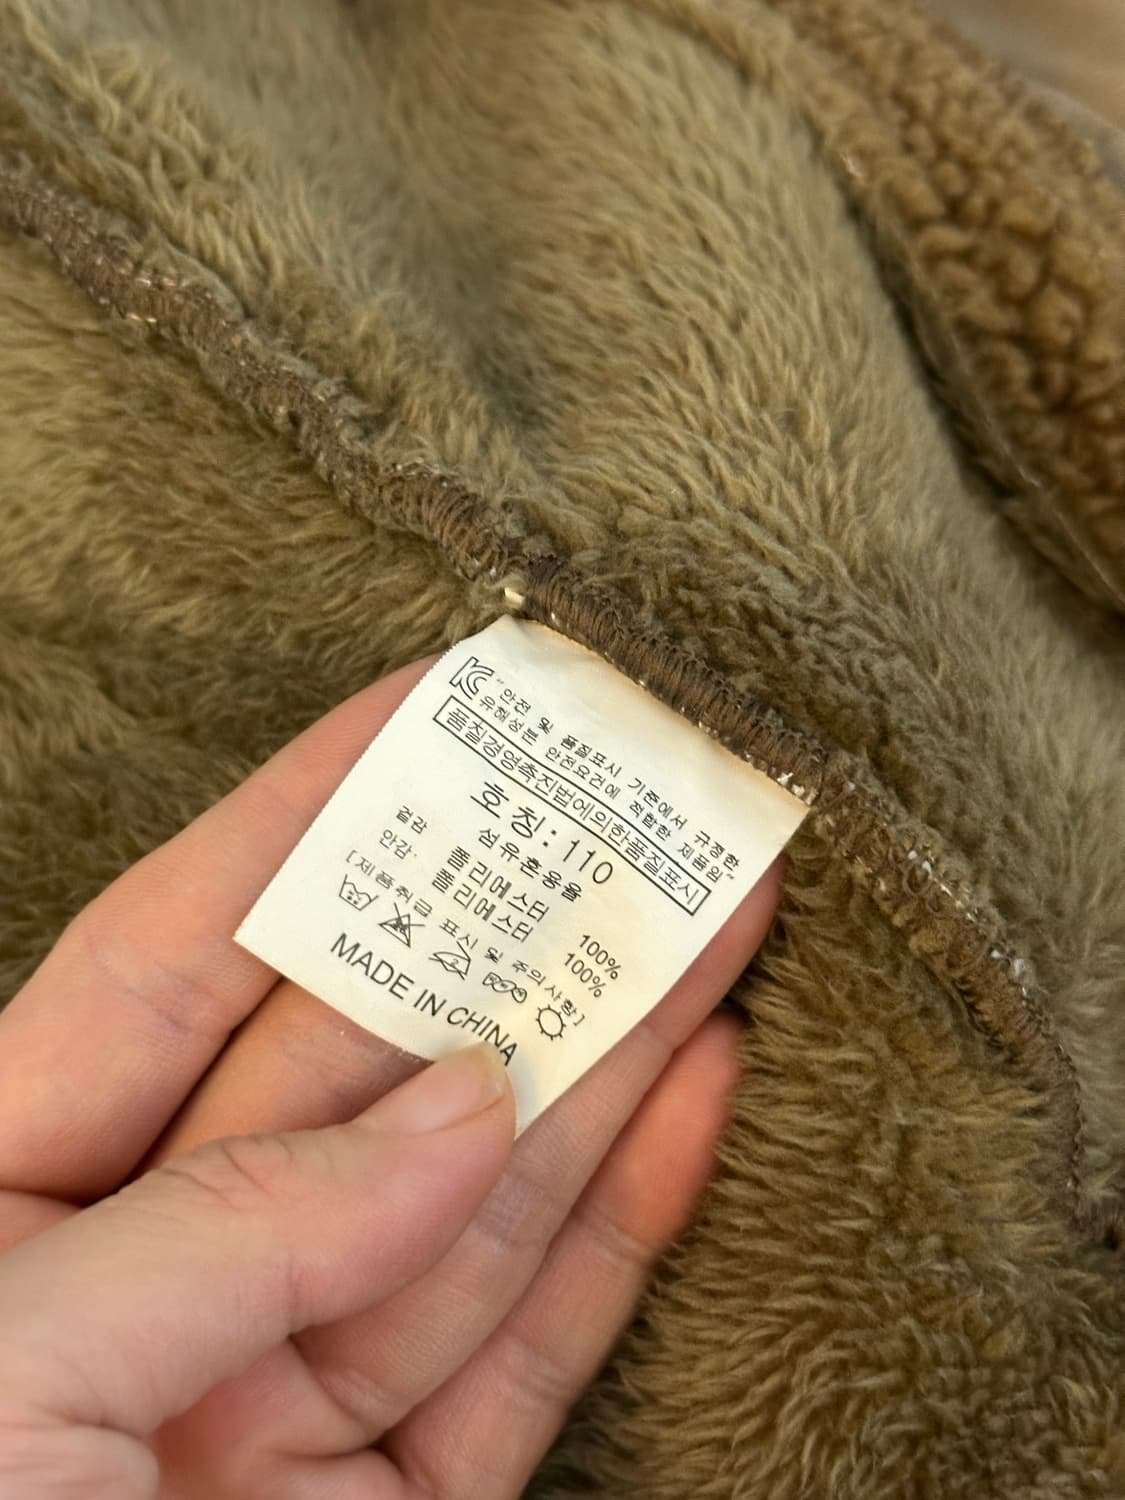 KC "안전 및 품질표시 기준에서 규정한
유해성분 안전요건에 적합한 제품임"
품질경영촉진법에의한품질표시
호칭: 110
섬유혼용율
겉감 폴리에스터 100%
안감 폴리에스터 100%
[제품취급 표시 및 주의사항]
MADE IN CHINA